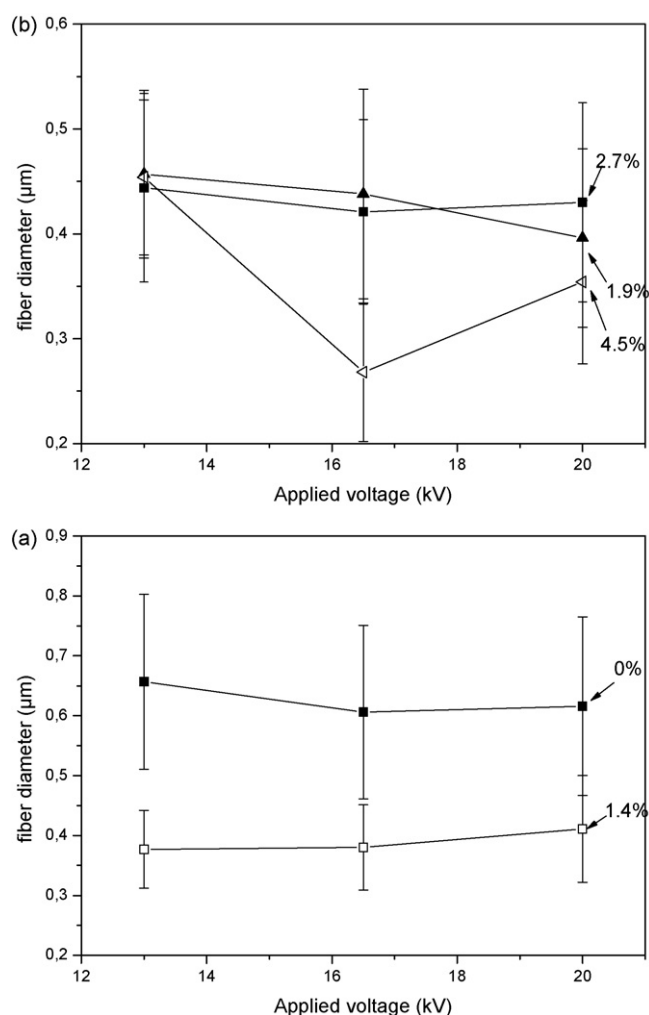 (b)
0,6
0,5
0,4
0,3
0,2
fiber diameter (µm)
2.7%
1.9%
4.5%
12 14 16 18 20
Applied voltage (kV)
(a)
0,9
0,8
0,7
0,6
0,5
0,4
0,3
0,2
fiber diameter (µm)
0%
1.4%
12 14 16 18 20
Applied voltage (kV)